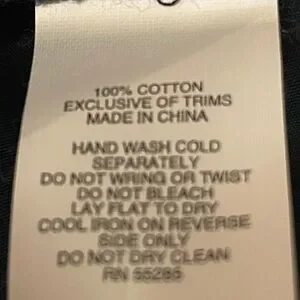 100% COTTON
EXCLUSIVE OF TRIMS
MADE IN CHINA
HAND WASH COLD
SEPARATELY
DO NOT WRING OR TWIST
DO NOT BLEACH
LAY FLAT TO DRY
COOL IRON ON REVERSE
SIDE ONLY
DO NOT DRY CLEAN
RN 55285